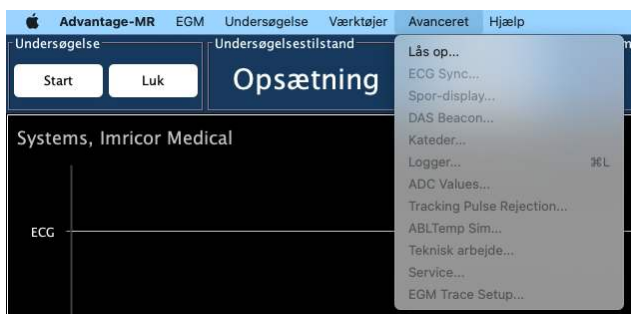 Advantage-MR EGM Undersøgelse Værktøjer Avanceret Hjælp
Undersøgelse
Undersøgelsestilstand
Start Luk
Opsætning
Lås op...
ECG Sync...
Spor-display...
DAS Beacon...
Kateder...
Logger... ⌘L
ADC Values...
Tracking Pulse Rejection...
ABLTemp Sim...
Teknisk arbejde...
Service...
EGM Trace Setup...
Systems, Imricor Medical
ECG